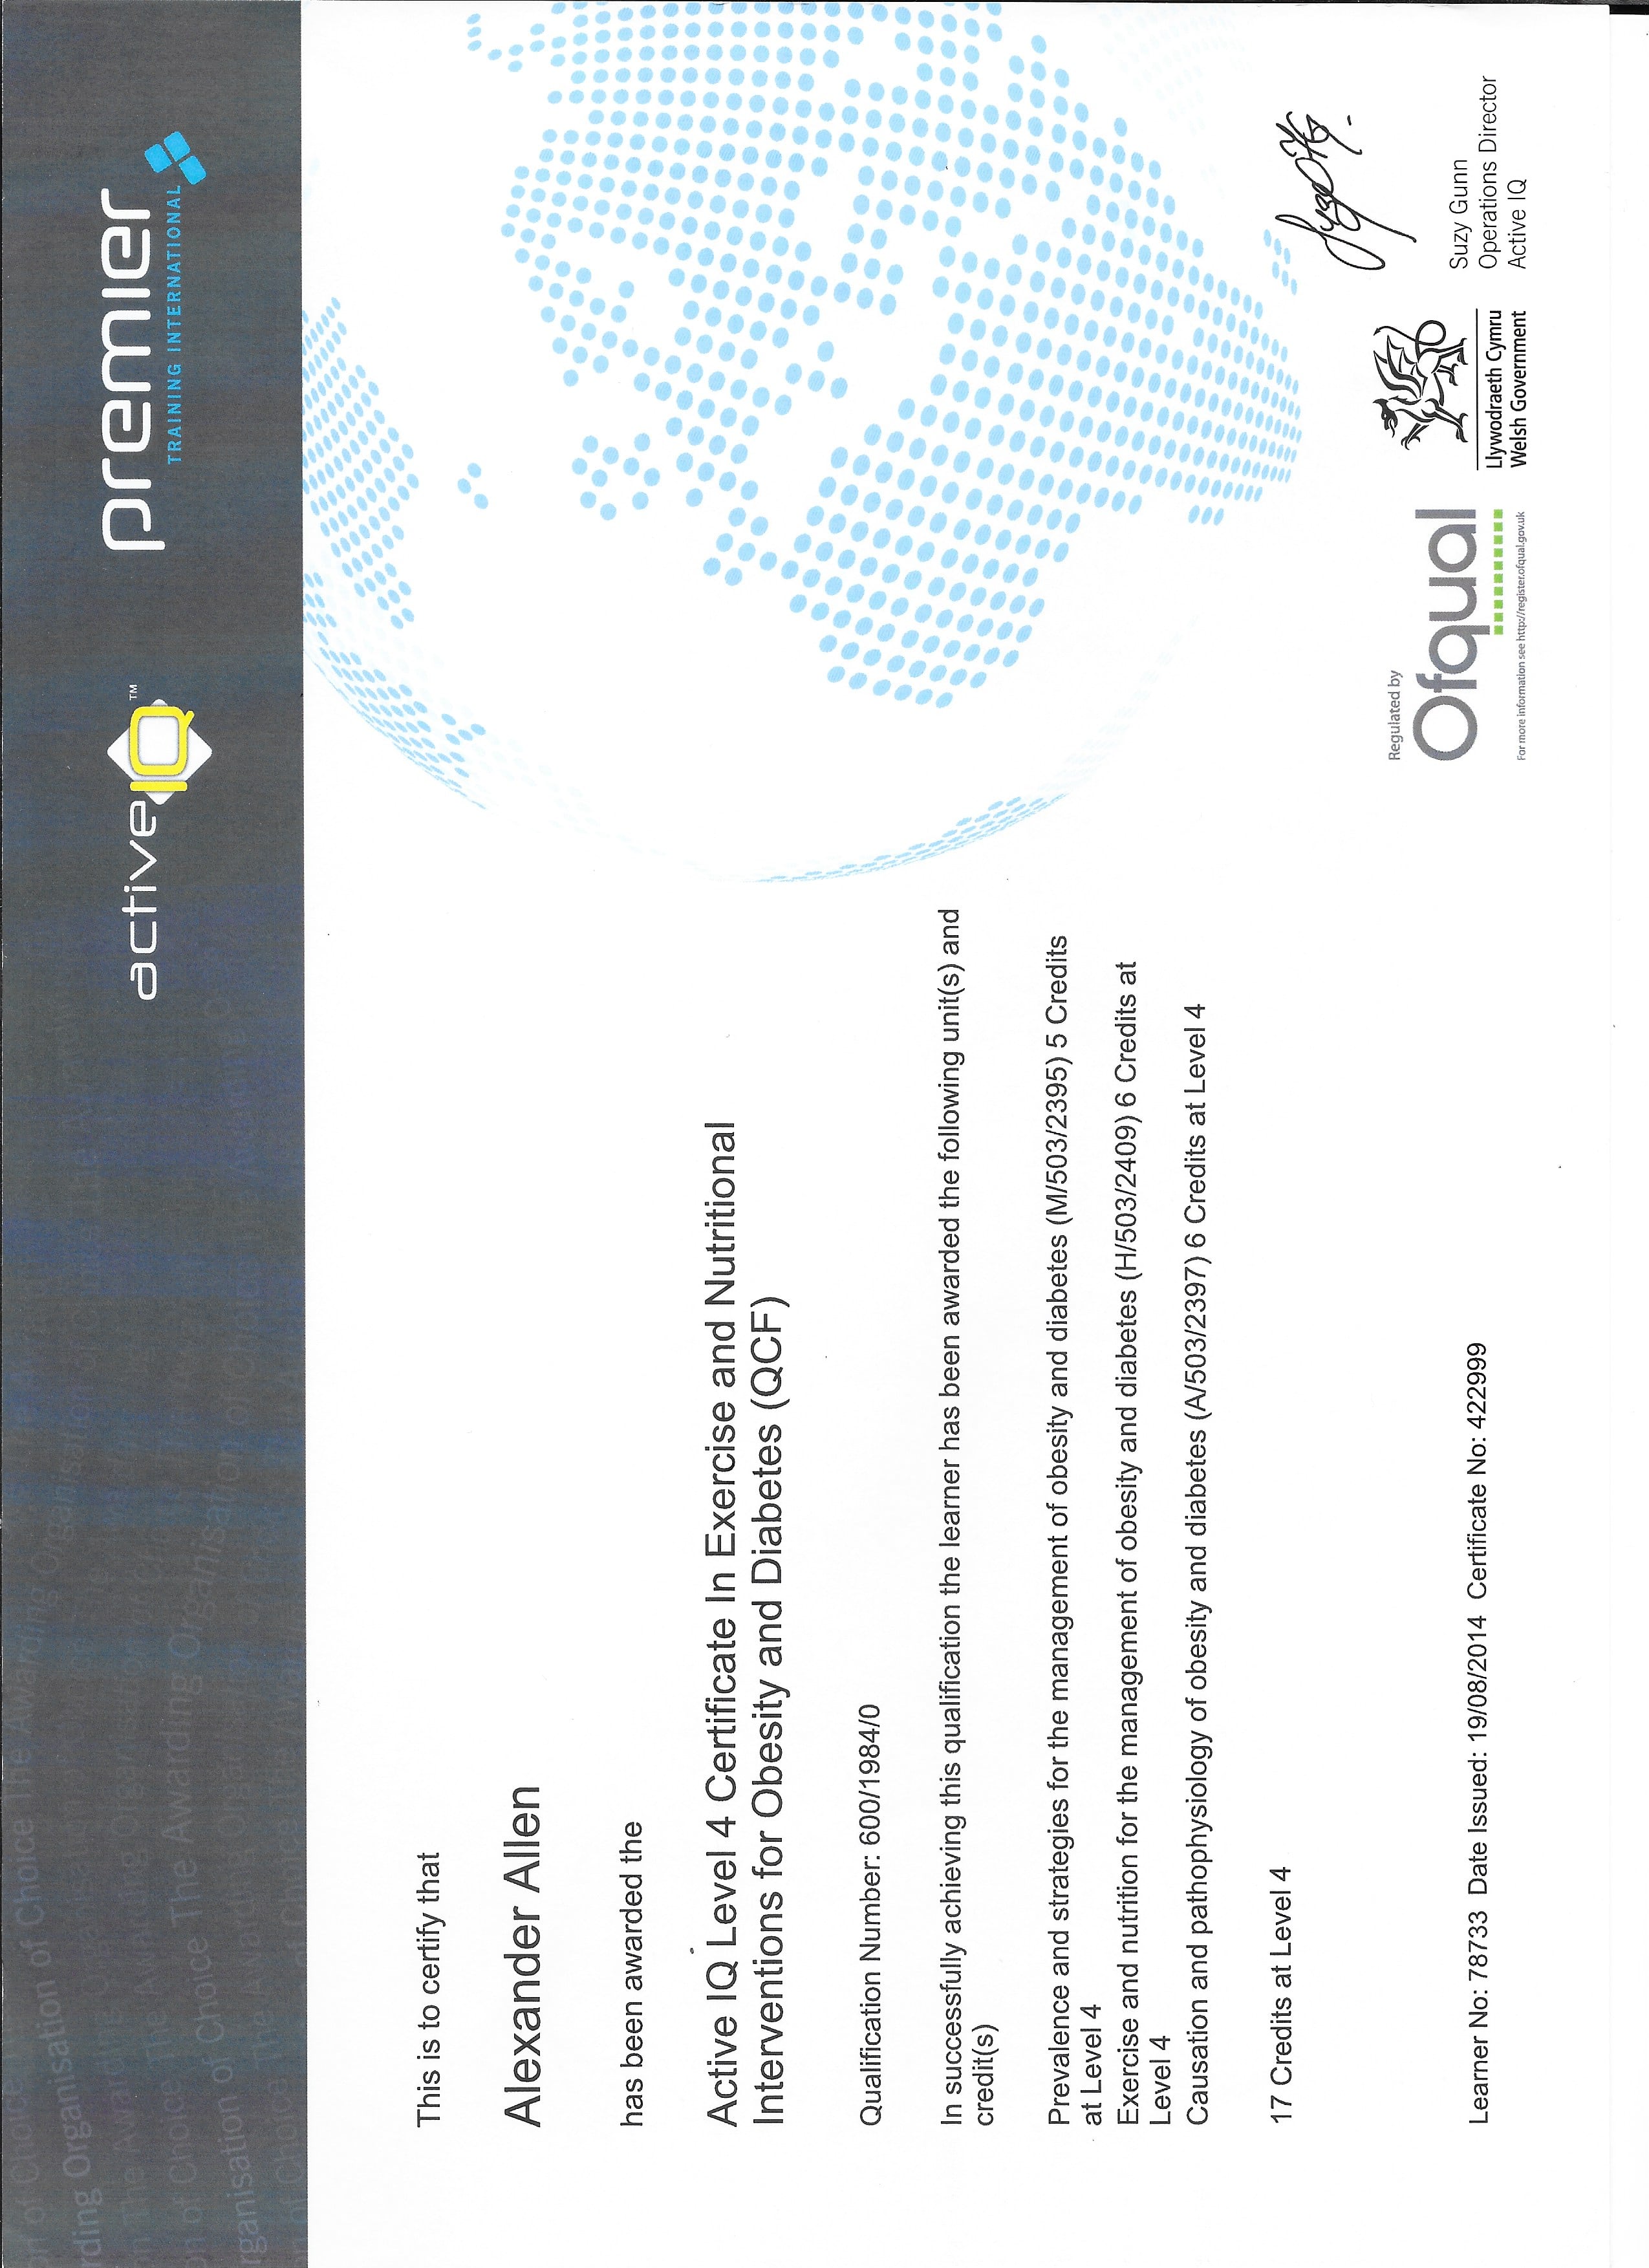 on of Choice The
rding Organisation of Choice The Awarding Organisation of Choice The Awarding
on The Awarding Organisation of Choice The
on of Choice The Awarding Organisation of
rganisation of Choice The Awarding Organisation of Choice The Awarding
on of Choice The Awarding Organisation of Choice
of Choice The Awarding
activeIQ™
premier
TRAINING INTERNATIONAL
This is to certify that
Alexander Allen
has been awarded the
Active IQ Level 4 Certificate In Exercise and Nutritional
Interventions for Obesity and Diabetes (QCF)
Qualification Number: 600/1984/0
In successfully achieving this qualification the learner has been awarded the following unit(s) and
credit(s)
Prevalence and strategies for the management of obesity and diabetes (M/503/2395) 5 Credits
at Level 4
Exercise and nutrition for the management of obesity and diabetes (H/503/2409) 6 Credits at
Level 4
Causation and pathophysiology of obesity and diabetes (A/503/2397) 6 Credits at Level 4
17 Credits at Level 4
Learner No: 78733 Date Issued: 19/08/2014 Certificate No: 422999
Regulated by
Ofqual
For more information see http://register.ofqual.gov.uk
Llywodraeth Cymru
Welsh Government
Suzy Gunn
Operations Director
Active IQ